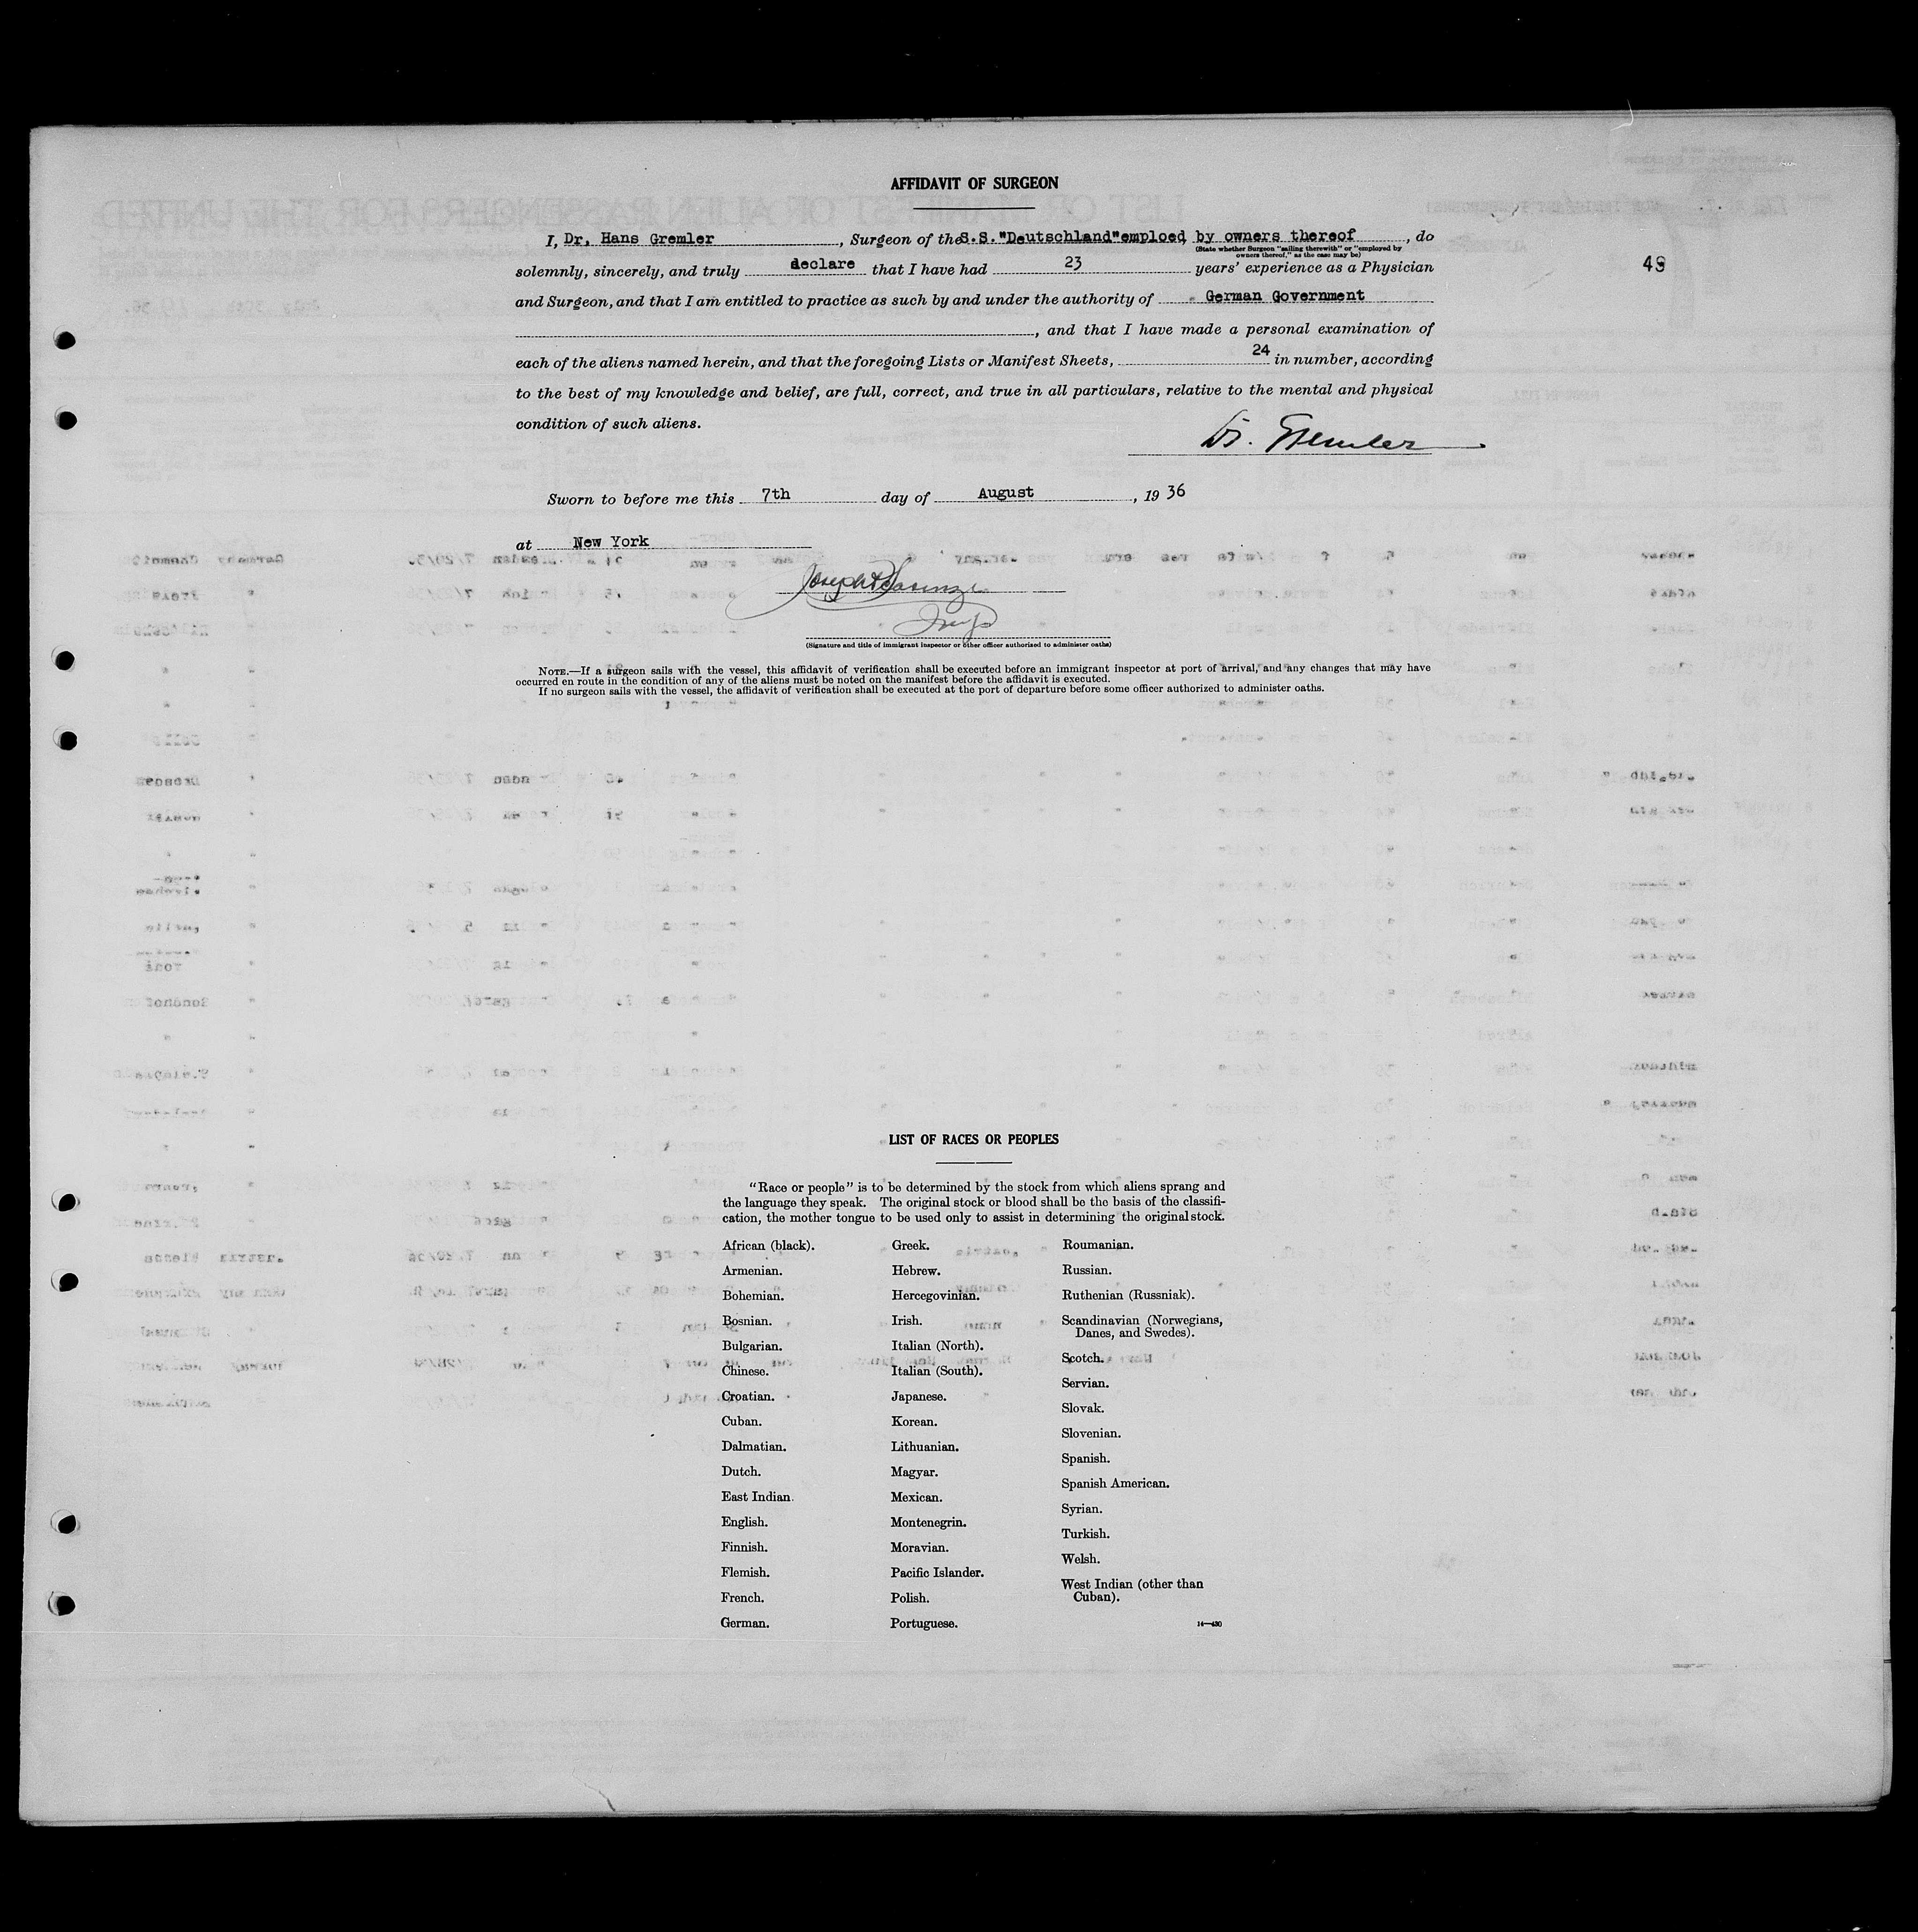 AFFIDAVIT OF SURGEON
I, Dr. Hans Gremler, Surgeon of the S.S."Deutschland"emploed by owners thereof, do
(State whether Surgeon "sailing therewith" or "employed by
owners thereof," as the case may be)
solemnly, sincerely, and truly declare that I have had 23 years' experience as a Physician
49
and Surgeon, and that I am entitled to practice as such by and under the authority of German Government
, and that I have made a personal examination of
each of the aliens named herein, and that the foregoing Lists or Manifest Sheets, 24 in number, according
to the best of my knowledge and belief, are full, correct, and true in all particulars, relative to the mental and physical
condition of such aliens.
Dr. Gremler
Sworn to before me this 7th day of August, 1936
at New York
Joseph
Insp
(Signature and title of immigrant inspector or other officer authorized to administer oaths)
NOTE.—If a surgeon sails with the vessel, this affidavit of verification shall be executed before an immigrant inspector at port of arrival, and any changes that may have
occurred en route in the condition of any of the aliens must be noted on the manifest before the affidavit is executed.
If no surgeon sails with the vessel, the affidavit of verification shall be executed at the port of departure before some officer authorized to administer oaths.
LIST OF RACES OR PEOPLES
"Race or people" is to be determined by the stock from which aliens sprang and
the language they speak. The original stock or blood shall be the basis of the classifi-
cation, the mother tongue to be used only to assist in determining the original stock.
African (black).
Armenian.
Bohemian.
Bosnian.
Bulgarian.
Chinese.
Croatian.
Cuban.
Dalmatian.
Dutch.
East Indian.
English.
Finnish.
Flemish.
French.
German.
Greek.
Hebrew.
Hercegovinian.
Irish.
Italian (North).
Italian (South).
Japanese.
Korean.
Lithuanian.
Magyar.
Mexican.
Montenegrin.
Moravian.
Pacific Islander.
Polish.
Portuguese.
Roumanian.
Russian.
Ruthenian (Russniak).
Scandinavian (Norwegians,
Danes, and Swedes).
Scotch.
Servian.
Slovak.
Slovenian.
Spanish.
Spanish American.
Syrian.
Turkish.
Welsh.
West Indian (other than
Cuban).
14—430